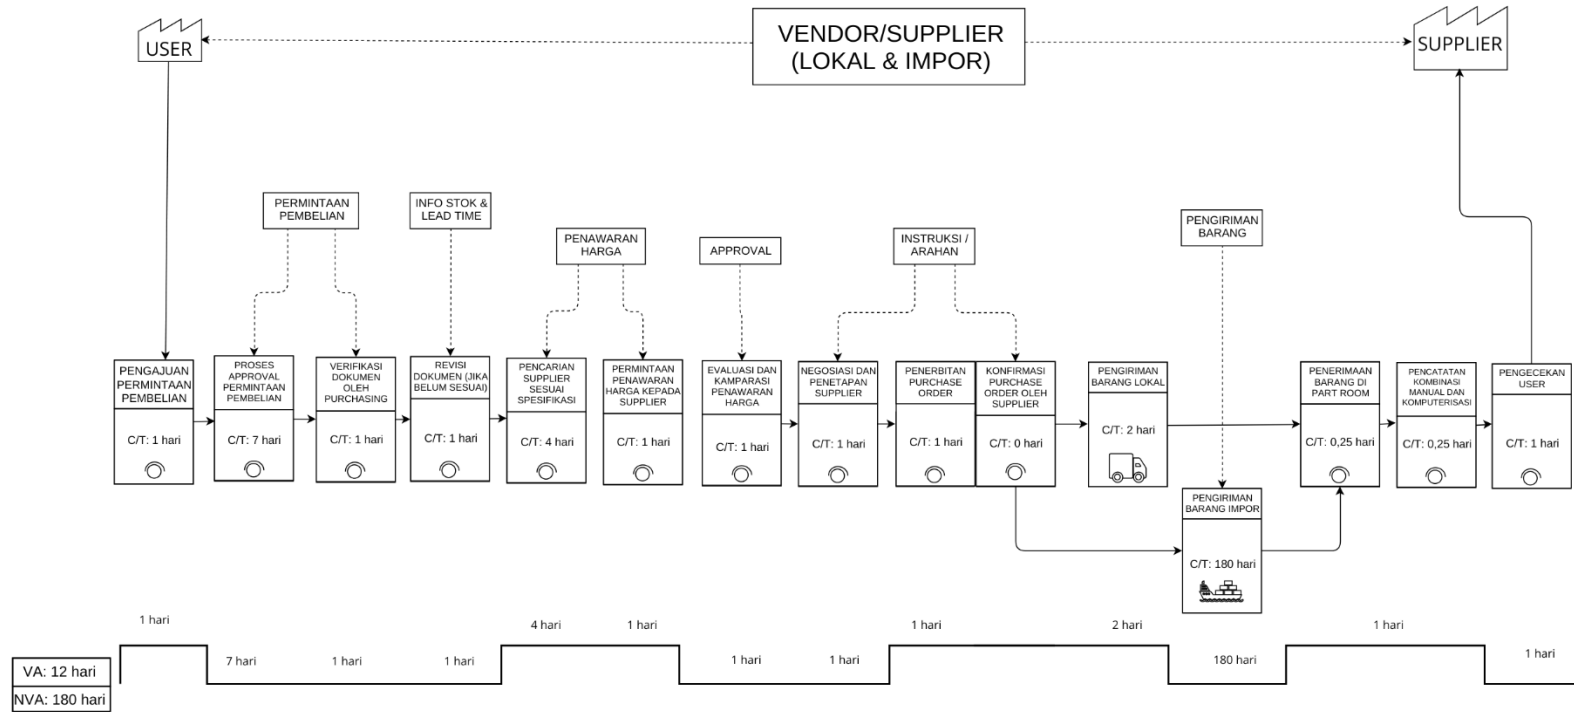 USER
VENDOR/SUPPLIER
(LOKAL & IMPOR)
SUPPLIER
PERMINTAAN
PEMBELIAN
INFO STOK &
LEAD TIME
PENAWARAN
HARGA
APPROVAL
INSTRUKSI /
ARAHAN
PENGIRIMAN
BARANG
PENGAJUAN
PERMINTAAN
PEMBELIAN
C/T: 1 hari
PROSES
APPROVAL
PERMINTAAN
PEMBELIAN
C/T: 7 hari
VERIFIKASI
DOKUMEN
OLEH
PURCHASING
C/T: 1 hari
REVISI
DOKUMEN (JIKA
BELUM SESUAI)
C/T: 1 hari
PENCARIAN
SUPPLIER
SESUAI
SPESIFIKASI
C/T: 4 hari
PERMINTAAN
PENAWARAN
HARGA KEPADA
SUPPLIER
C/T: 1 hari
EVALUASI DAN
KAMPARASI
PENAWARAN
HARGA
C/T: 1 hari
NEGOSIASI DAN
PENETAPAN
SUPPLIER
C/T: 1 hari
PENERBITAN
PURCHASE
ORDER
C/T: 1 hari
KONFIRMASI
PURCHASE
ORDER OLEH
SUPPLIER
C/T: 0 hari
PENGIRIMAN
BARANG LOKAL
C/T: 2 hari
PENGIRIMAN
BARANG IMPOR
C/T: 180 hari
PENERIMAAN
BARANG DI
PART ROOM
C/T: 0,25 hari
PENCATATAN
KOMBINASI
MANUAL DAN
KOMPUTERISASI
C/T: 0,25 hari
PENGECEKAN
USER
C/T: 1 hari
1 hari
7 hari
1 hari
1 hari
4 hari
1 hari
1 hari
1 hari
1 hari
2 hari
180 hari
1 hari
1 hari
VA: 12 hari
NVA: 180 hari